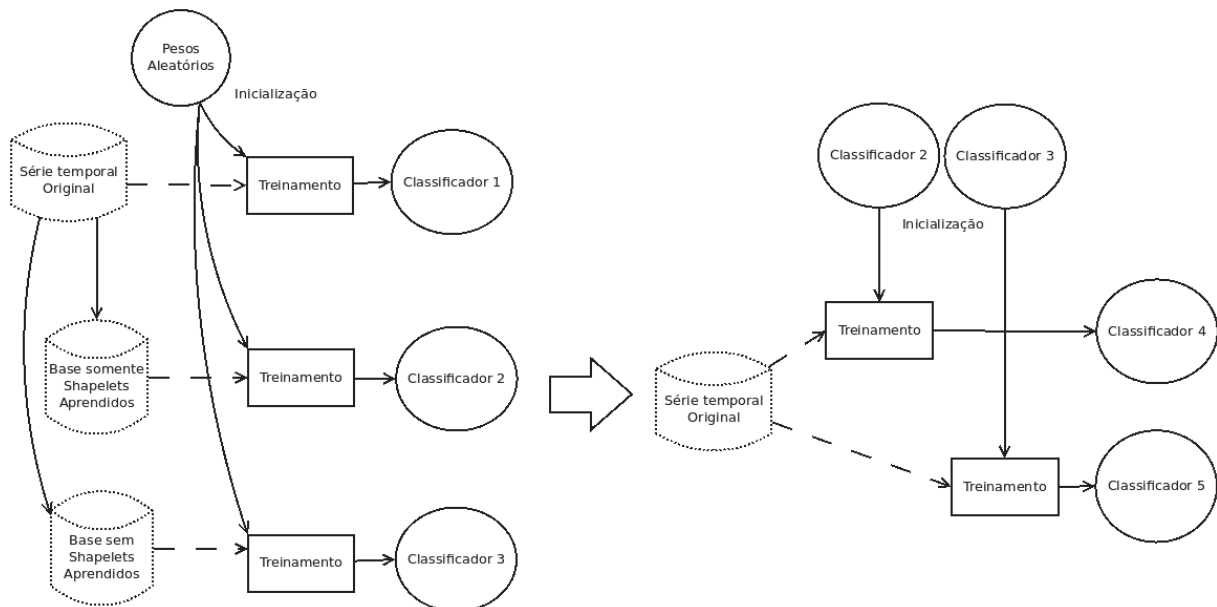 Pesos
Aleatórios
Inicialização
Série temporal
Original
Treinamento
Classificador 1
Base somente
Shapelets
Aprendidos
Treinamento
Classificador 2
Base sem
Shapelets
Aprendidos
Treinamento
Classificador 3
Classificador 2
Classificador 3
Inicialização
Treinamento
Classificador 4
Série temporal
Original
Treinamento
Classificador 5